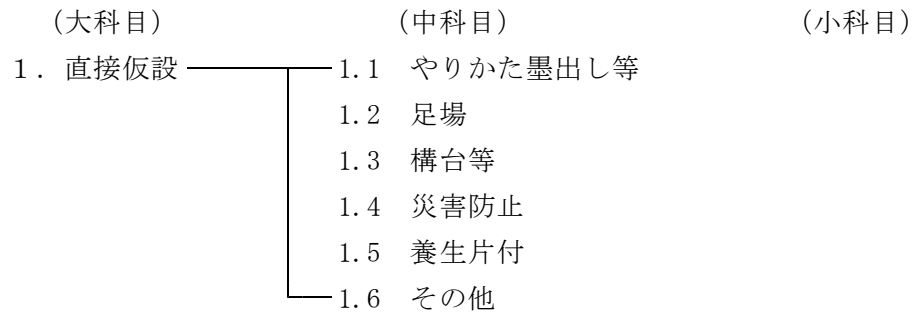 (大科目) (中科目) (小科目)
1. 直接仮設 1.1 やりかた墨出し等
1.2 足場
1.3 構台等
1.4 災害防止
1.5 養生片付
1.6 その他